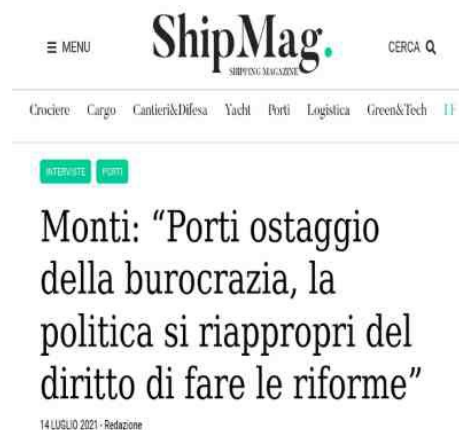 ≡ MENU
ShipMag.
SHIPPING MAGAZINE
CERCA
Crociere Cargo Cantieri&Difesa Yacht Porti Logistica Green&Tech
INTERVISTE PORTI
Monti: “Porti ostaggio
della burocrazia, la
politica si riappropri del
diritto di fare le riforme”
14 LUGLIO 2021 - Redazione